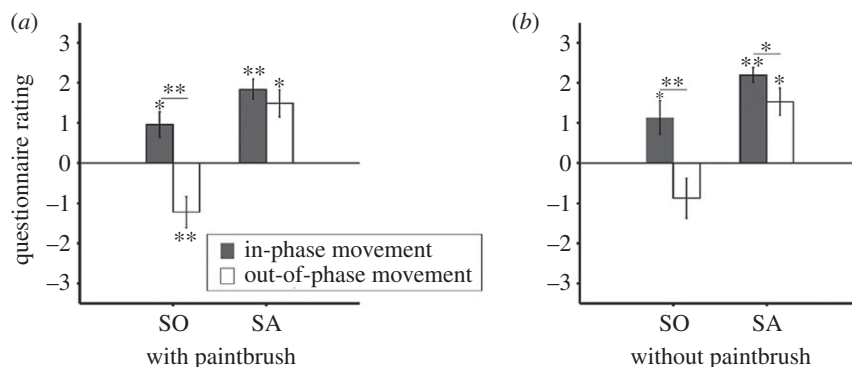 (a)
questionnaire rating
3
2
1
0
–1
–2
–3
*
**
**
**
*
in-phase movement
out-of-phase movement
SO SA
with paintbrush
(b)
3
2
1
0
–1
–2
–3
*
**
**
*
*
SO SA
without paintbrush